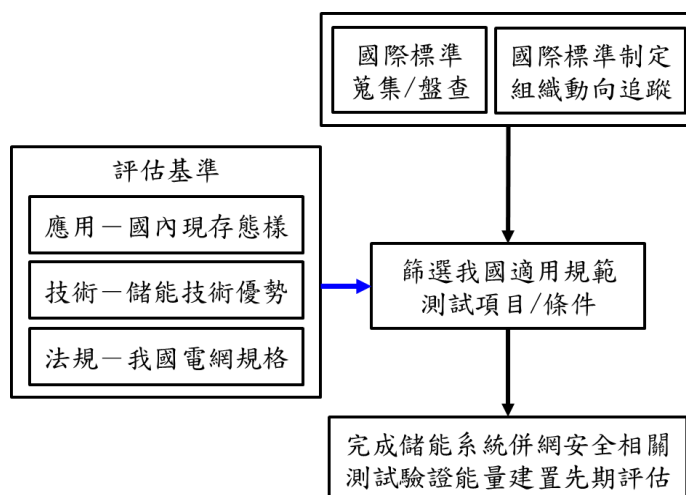 國際標準
蒐集/盤查
國際標準制定
組織動向追蹤
評估基準
應用－國內現存態樣
技術－儲能技術優勢
法規－我國電網規格
篩選我國適用規範
測試項目/條件
完成儲能系統併網安全相關
測試驗證能量建置先期評估